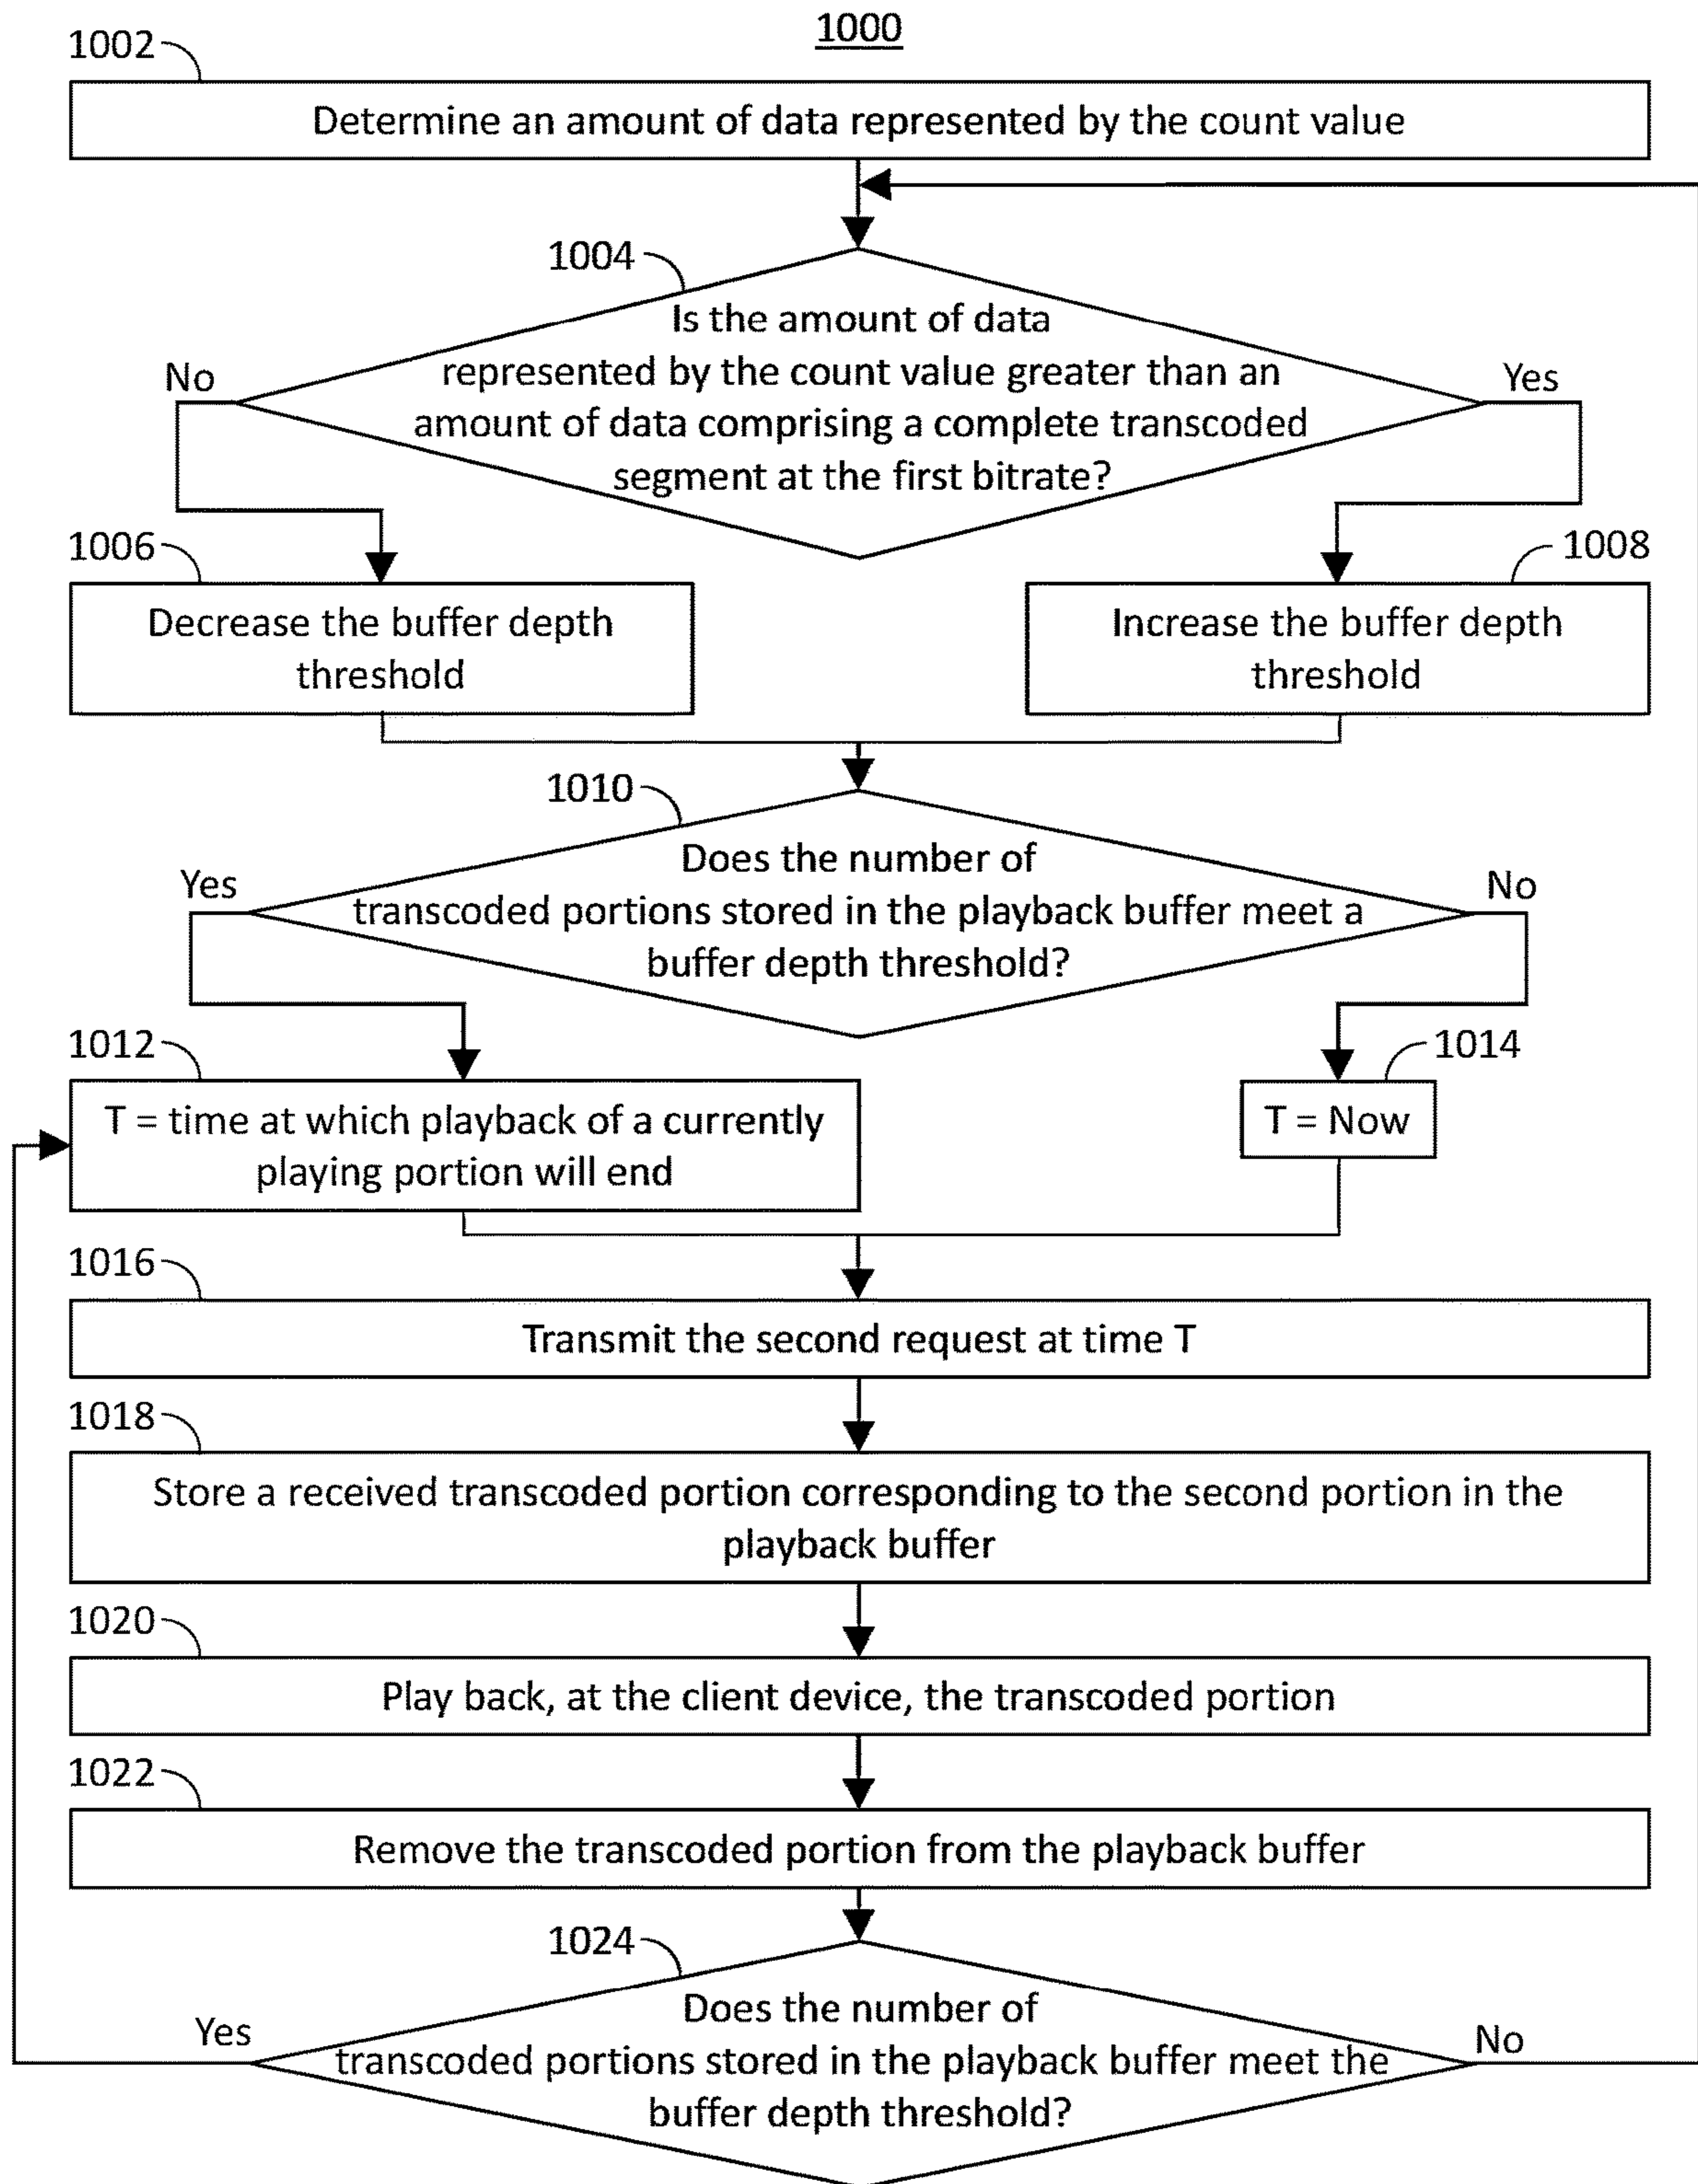 1000
1002
Determine an amount of data represented by the count value
1004
Is the amount of data
represented by the count value greater than an
amount of data comprising a complete transcoded
segment at the first bitrate?
No
Yes
1006
1008
Decrease the buffer depth
threshold
Increase the buffer depth
threshold
1010
Does the number of
transcoded portions stored in the playback buffer meet a
buffer depth threshold?
Yes
No
1012
1014
T = time at which playback of a currently
playing portion will end
T = Now
1016
Transmit the second request at time T
1018
Store a received transcoded portion corresponding to the second portion in the
playback buffer
1020
Play back, at the client device, the transcoded portion
1022
Remove the transcoded portion from the playback buffer
1024
Does the number of
transcoded portions stored in the playback buffer meet the
buffer depth threshold?
Yes
No